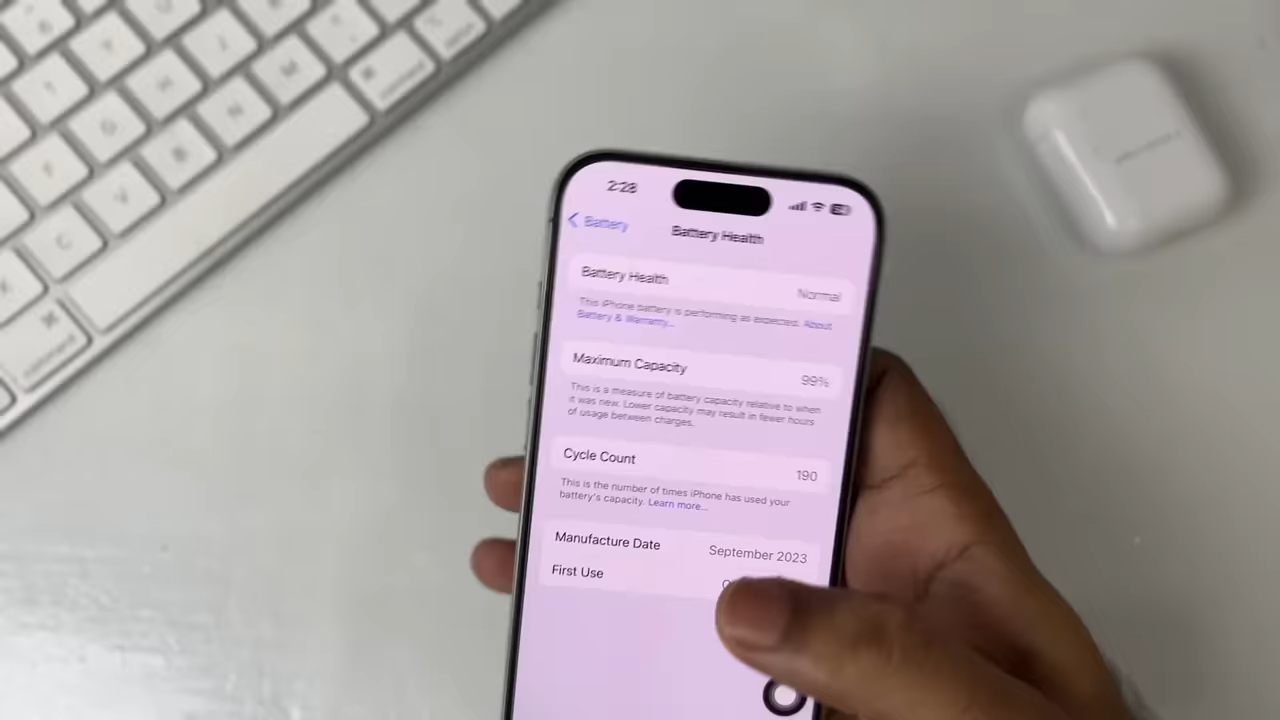 2:28
Battery
Battery Health
Battery Health
Normal
This iPhone battery is performing as expected. About
Battery & Warranty...
Maximum Capacity
99%
This is a measure of battery capacity relative to when
it was new. Lower capacity may result in fewer hours
of usage between charges.
Cycle Count
190
This is the number of times iPhone has used your
battery's capacity. Learn more...
Manufacture Date
September 2023
First Use
command
command